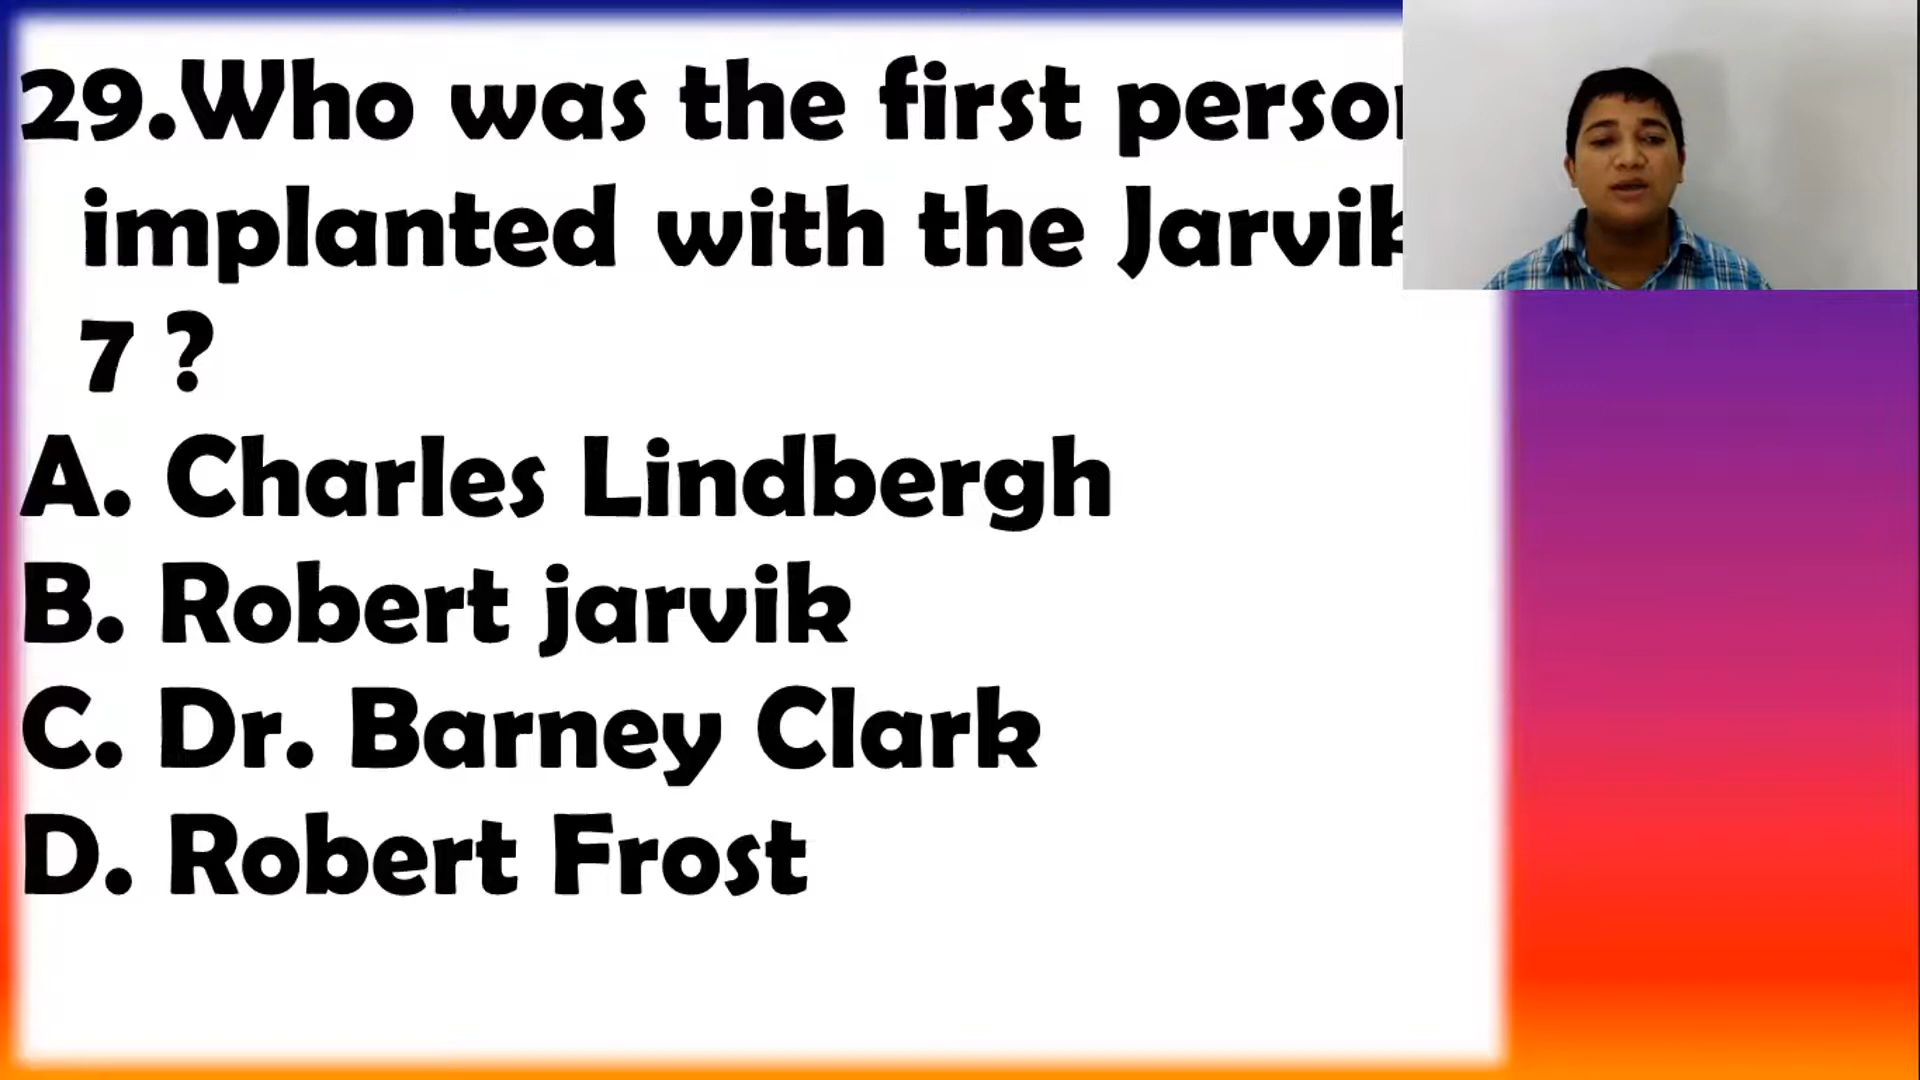 29.Who was the first perso
implanted with the Jarvik
7 ?
A. Charles Lindbergh
B. Robert jarvik
C. Dr. Barney Clark
D. Robert Frost